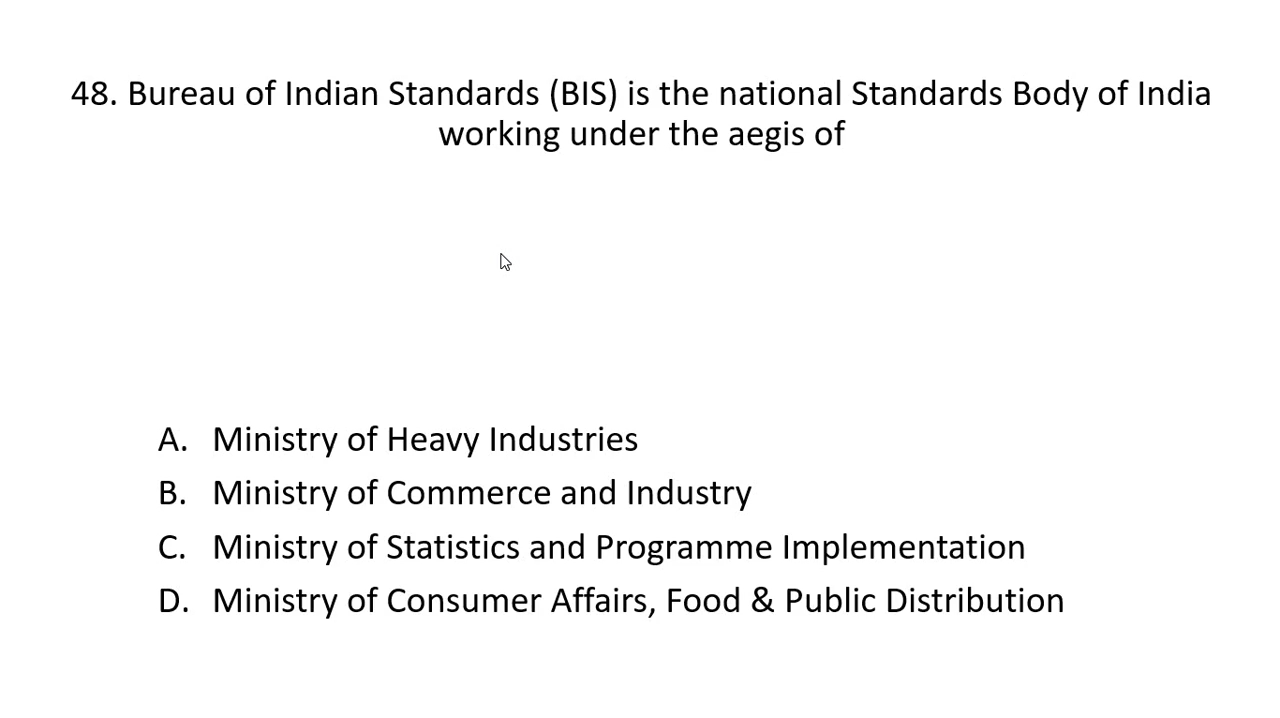 48. Bureau of Indian Standards (BIS) is the national Standards Body of India
working under the aegis of
A. Ministry of Heavy Industries
B. Ministry of Commerce and Industry
C. Ministry of Statistics and Programme Implementation
D. Ministry of Consumer Affairs, Food & Public Distribution